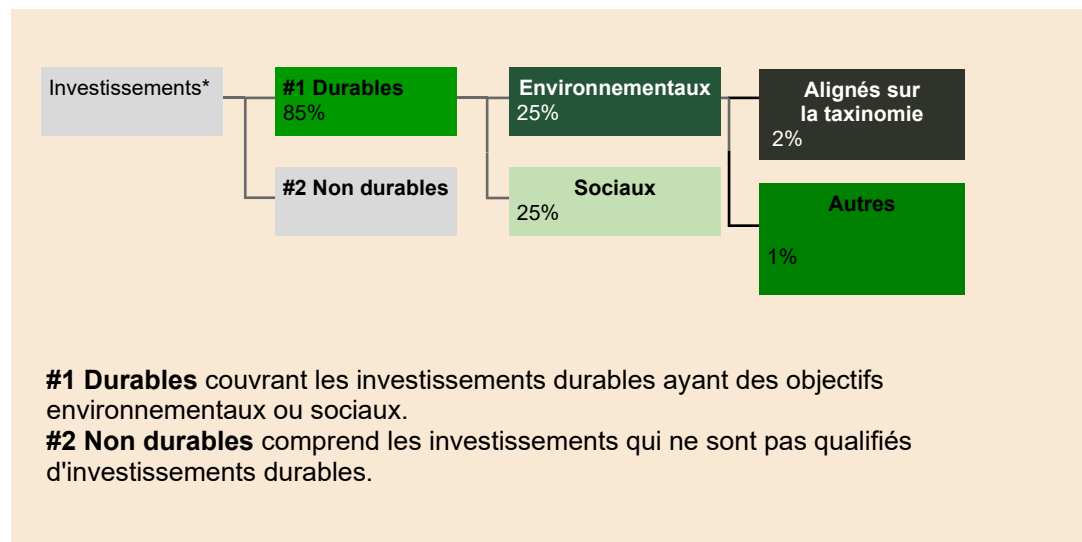 Investissements*
#1 Durables
85%
#2 Non durables
Environnementaux
25%
Sociaux
25%
Alignés sur
la taxinomie
2%
Autres
1%
#1 Durables couvrant les investissements durables ayant des objectifs
environnementaux ou sociaux.
#2 Non durables comprend les investissements qui ne sont pas qualifiés
d'investissements durables.